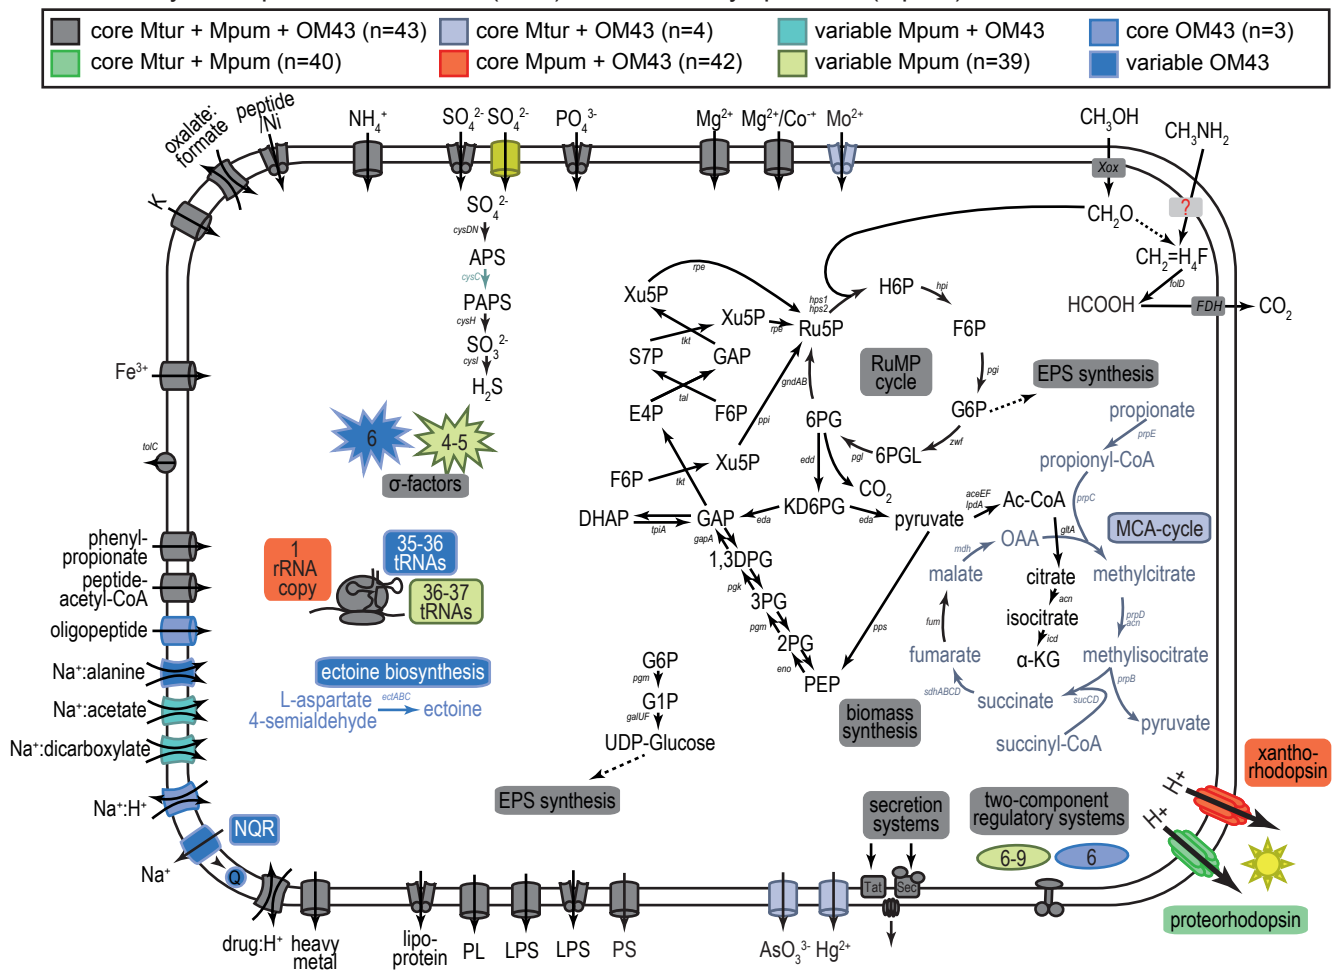 core Mtur + Mpum + OM43 (n=43)
core Mtur + OM43 (n=4)
variable Mpum + OM43
core OM43 (n=3)
core Mtur + Mpum (n=40)
core Mpum + OM43 (n=42)
variable Mpum (n=39)
variable OM43
oxalate:
formate
peptide
/Ni
NH₄⁺
SO₄²⁻
SO₄²⁻
PO₄³⁻
Mg²⁺
Mg²⁺/Co⁻⁺
Mo²⁺
CH₃OH
CH₃NH₂
K
Xox
?
SO₄²⁻
cysDN
APS
cysC
PAPS
cysH
SO₃²⁻
cysI
H₂S
CH₂O
CH₂=H₄F
folD
HCOOH
FDH
CO₂
rpe
Xu5P
Xu5P
rpe
Ru5P
hps1
hps2
H6P
hpi
F6P
tkt
S7P
GAP
tal
E4P
F6P
ppi
gndAB
RuMP
cycle
pgi
G6P
EPS synthesis
6PG
zwf
6PGL
pgl
edd
CO₂
Xu5P
F6P
tkt
Fe³⁺
tolC
6
4-5
σ-factors
DHAP
tpiA
GAP
eda
KD6PG
eda
pyruvate
aceEF
lpdA
Ac-CoA
propionate
prpE
propionyl-CoA
prpC
MCA-cycle
gapA
1,3DPG
pgk
3PG
pgm
2PG
eno
PEP
pps
mdh
OAA
gltA
malate
citrate
methylcitrate
acn
isocitrate
prpD
acn
icd
α-KG
fum
fumarate
methylisocitrate
sdhABCD
succinate
sucCD
prpB
succinyl-CoA
pyruvate
biomass
synthesis
phenyl-
propionate
peptide-
acetyl-CoA
oligopeptide
Na⁺:alanine
Na⁺:acetate
Na⁺:dicarboxylate
Na⁺:H⁺
NQR
Na⁺
Q
1
rRNA
copy
35-36
tRNAs
36-37
tRNAs
ectoine biosynthesis
L-aspartate
4-semialdehyde
ectABC
ectoine
G6P
pgm
G1P
galUF
UDP-Glucose
EPS synthesis
secretion
systems
two-component
regulatory systems
6-9
6
Tat
Sec
H+
H+
xantho-
rhodopsin
proteorhodopsin
drug:H⁺
heavy
metal
lipo-
protein
PL
LPS
LPS
PS
AsO₃³⁻
Hg²⁺